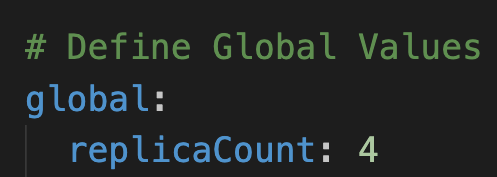 # Define Global Values
global:
  replicaCount: 4